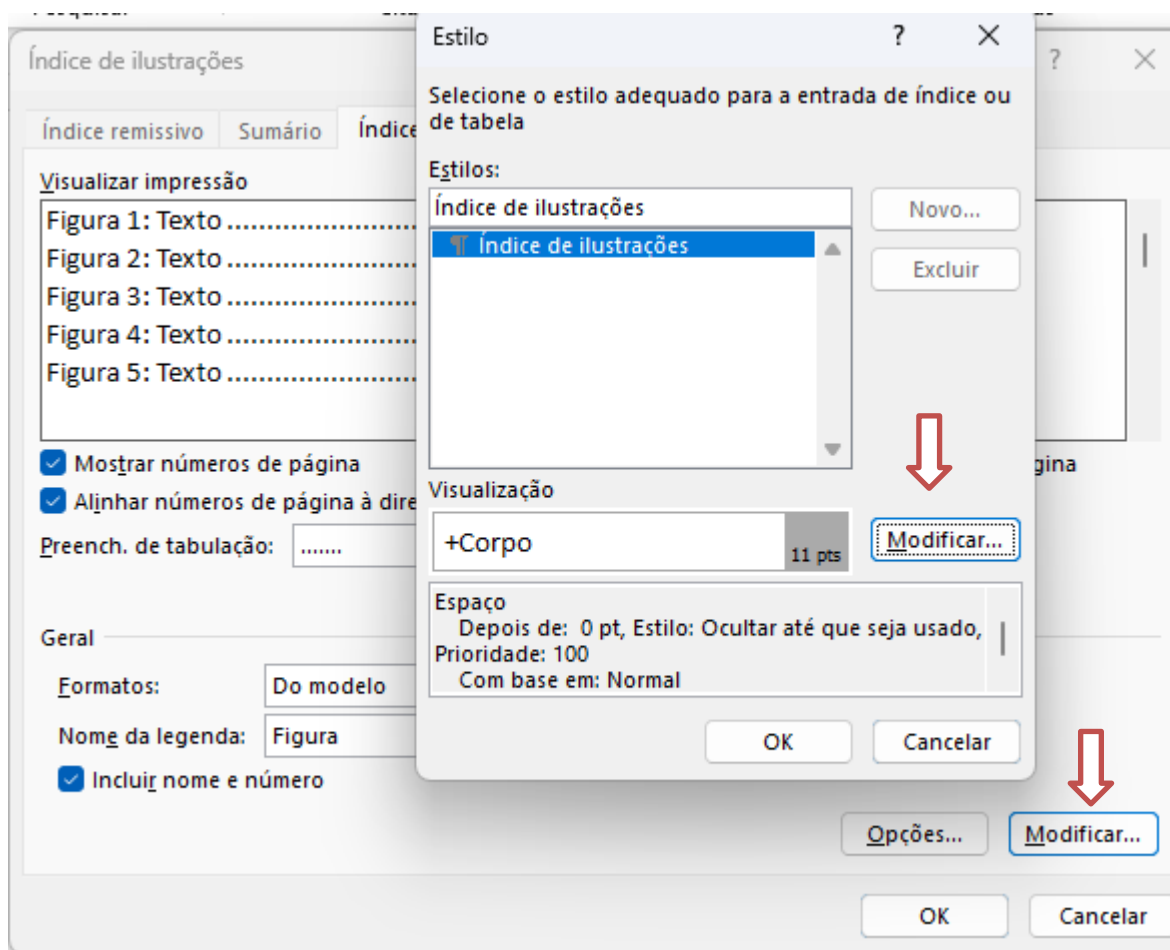 Índice de ilustrações
Índice remissivo
Sumário
Índice
Visualizar impressão
Figura 1: Texto ........................
Figura 2: Texto ........................
Figura 3: Texto ........................
Figura 4: Texto ........................
Figura 5: Texto ........................
Mostrar números de página
Alinhar números de página à dire
gina
Preench. de tabulação:
.......
Geral
Formatos:
Do modelo
Nome da legenda:
Figura
Incluir nome e número
Opções...
Modificar...
OK
Cancelar
Estilo
?
Selecione o estilo adequado para a entrada de índice ou
de tabela
Estilos:
Índice de ilustrações
Novo...
¶ Índice de ilustrações
Excluir
Visualização
+Corpo
11 pts
Modificar...
Espaço
Depois de: 0 pt, Estilo: Ocultar até que seja usado,
Prioridade: 100
Com base em: Normal
OK
Cancelar
?